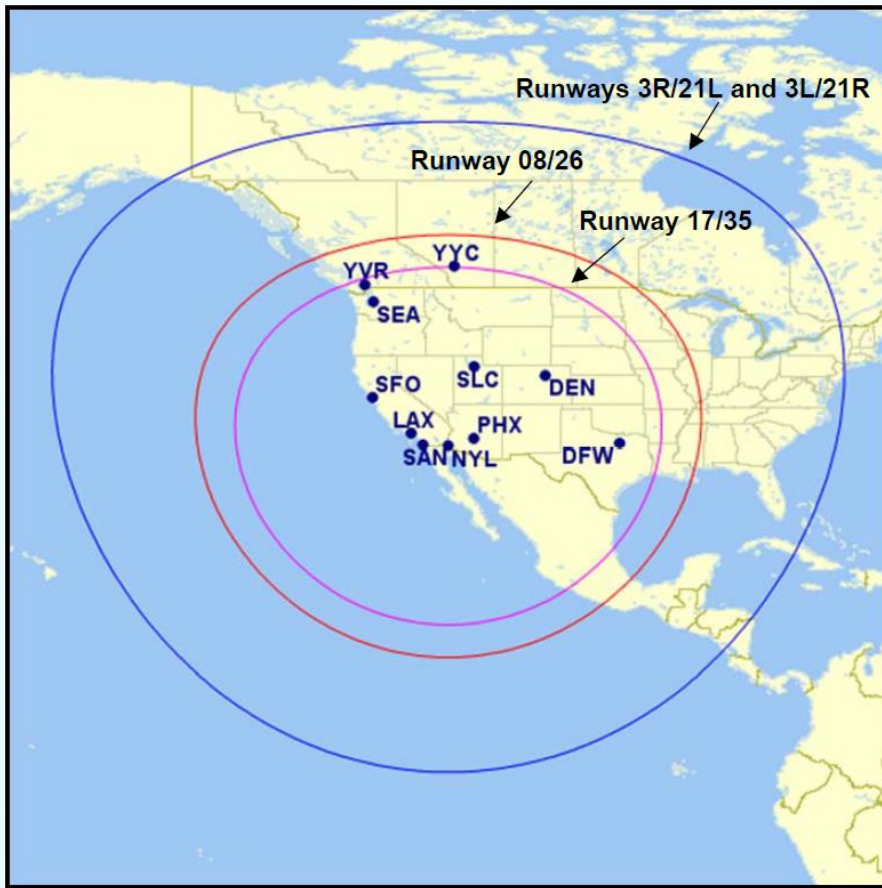 Runways 3R/21L and 3L/21R
Runway 08/26
Runway 17/35
YYC
YVR
SEA
SLC
DEN
SFO
LAX
PHX
SAN
NYL
DFW